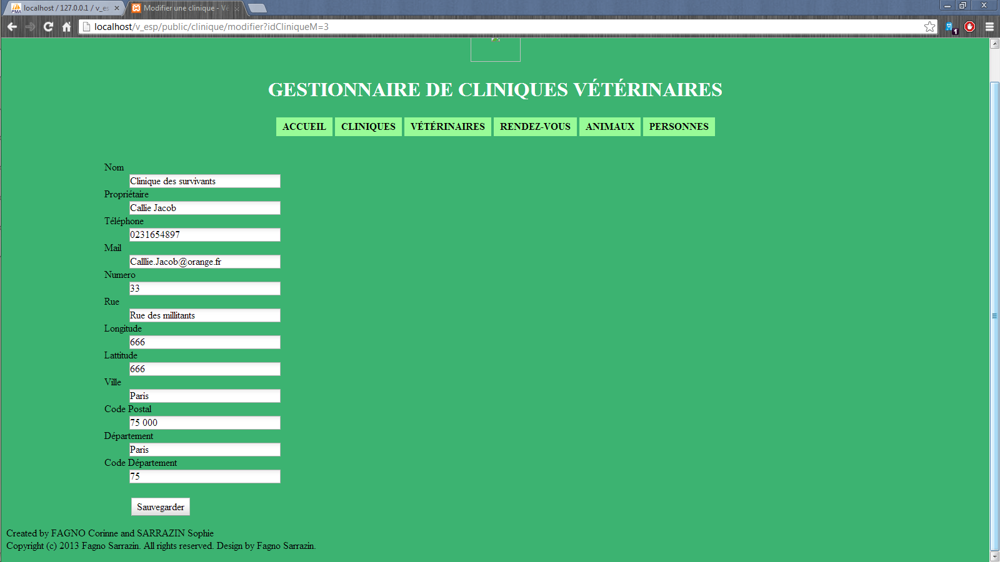 localhost / 127.0.0.1 / v_es
Modifier une clinique - Vé
localhost/v_esp/public/clinique/modifier?idCliniqueM=3
1
GESTIONNAIRE DE CLINIQUES VÉTÉRINAIRES
ACCUEIL CLINIQUES VÉTÉRINAIRES RENDEZ-VOUS ANIMAUX PERSONNES
Nom
Clinique des survivants
Propriétaire
Callie Jacob
Téléphone
0231654897
Mail
Calllie.Jacob@orange.fr
Numero
33
Rue
Rue des millitants
Longitude
666
Lattitude
666
Ville
Paris
Code Postal
75 000
Département
Paris
Code Département
75
Sauvegarder
Created by FAGNO Corinne and SARRAZIN Sophie
Copyright (c) 2013 Fagno Sarrazin. All rights reserved. Design by Fagno Sarrazin.